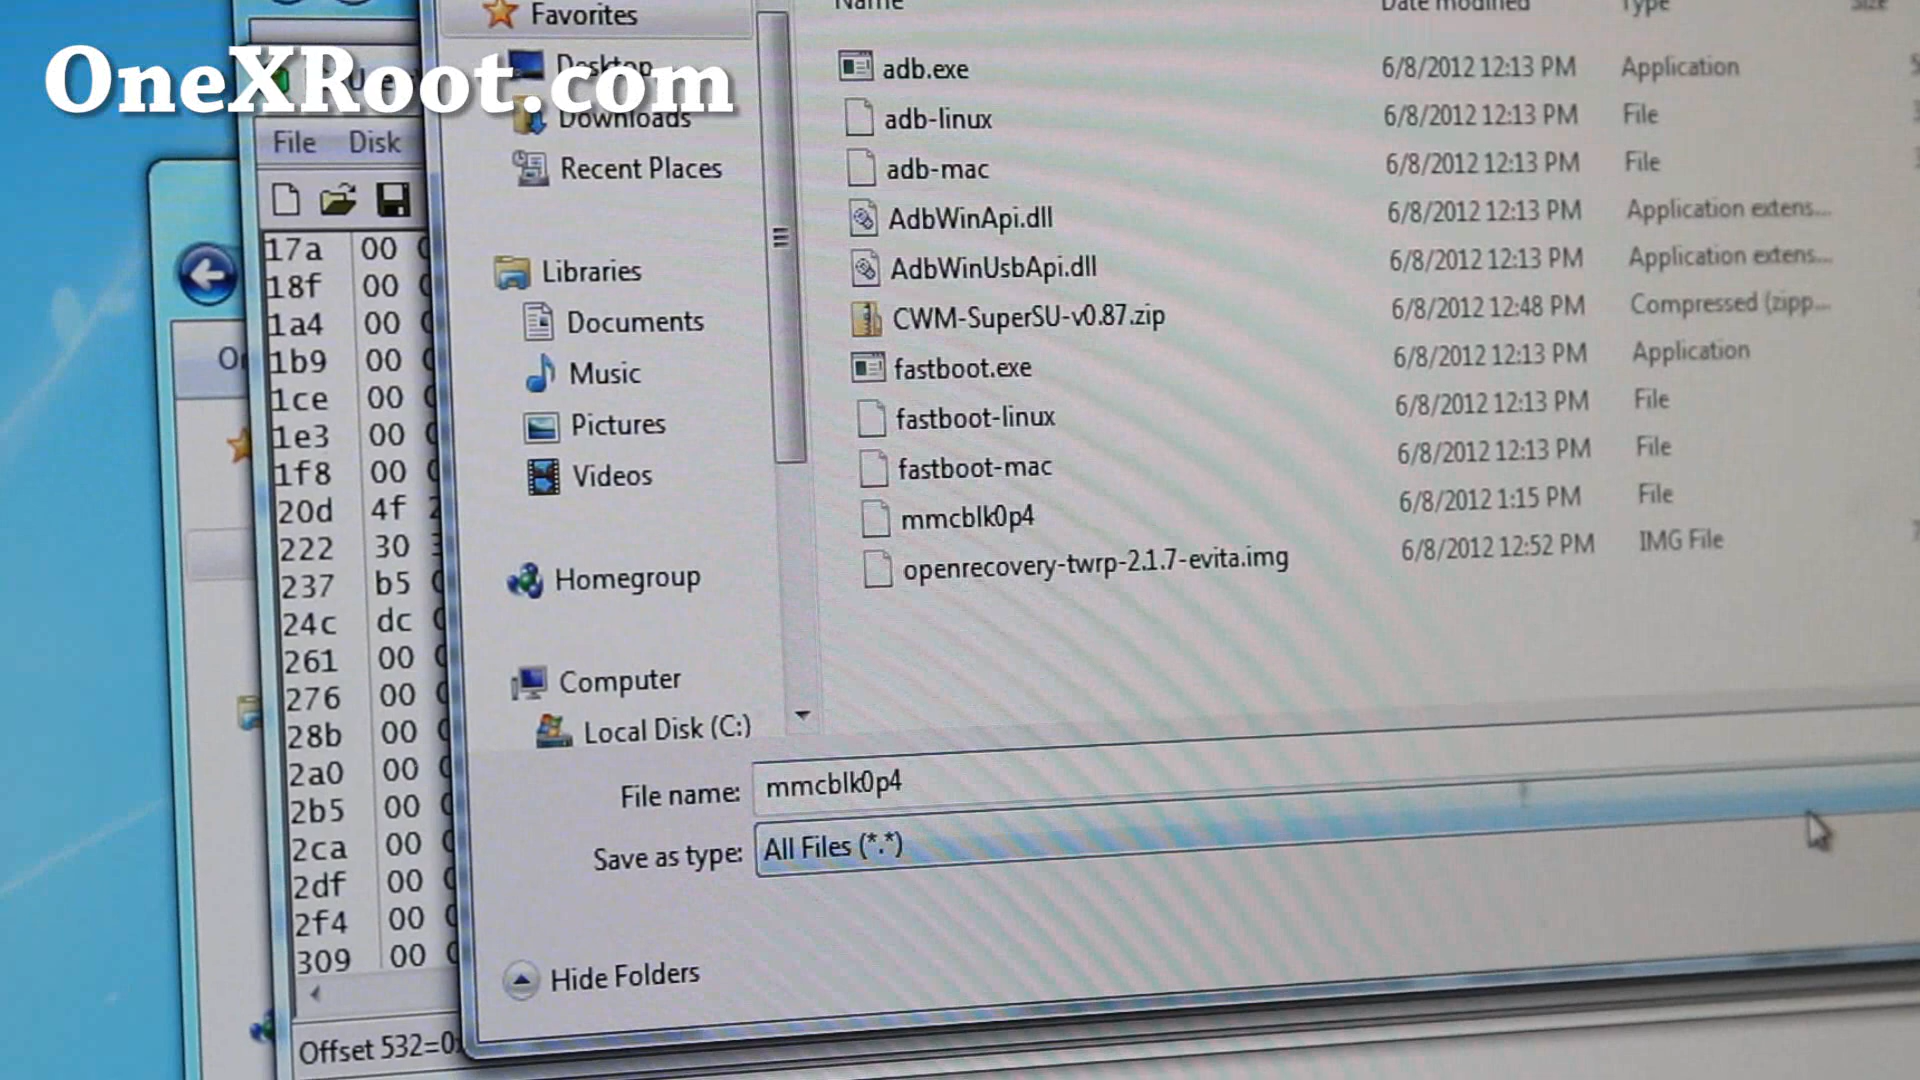 OneXRoot.com
Favorites
Desktop
Downloads
Recent Places
Libraries
Documents
Music
Pictures
Videos
Homegroup
Computer
Local Disk (C:)
Name Date modified Type Size
adb.exe 6/8/2012 12:13 PM Application
adb-linux 6/8/2012 12:13 PM File
adb-mac 6/8/2012 12:13 PM File
AdbWinApi.dll 6/8/2012 12:13 PM Application extens...
AdbWinUsbApi.dll 6/8/2012 12:13 PM Application extens...
CWM-SuperSU-v0.87.zip 6/8/2012 12:48 PM Compressed (zipp...
fastboot.exe 6/8/2012 12:13 PM Application
fastboot-linux 6/8/2012 12:13 PM File
fastboot-mac 6/8/2012 12:13 PM File
mmcblk0p4 6/8/2012 1:15 PM File
openrecovery-twrp-2.1.7-evita.img 6/8/2012 12:52 PM IMG File
File name: mmcblk0p4
Save as type: All Files (*.*)
Hide Folders
File Disk
17a 00
18f 00
1a4 00
1b9 00
1ce 00
1e3 00
1f8 00
20d 4f
222 30
237 b5
24c dc
261 00
276 00
28b 00
2a0 00
2b5 00
2ca 00
2df 00
2f4 00
309 00
Offset 532=0